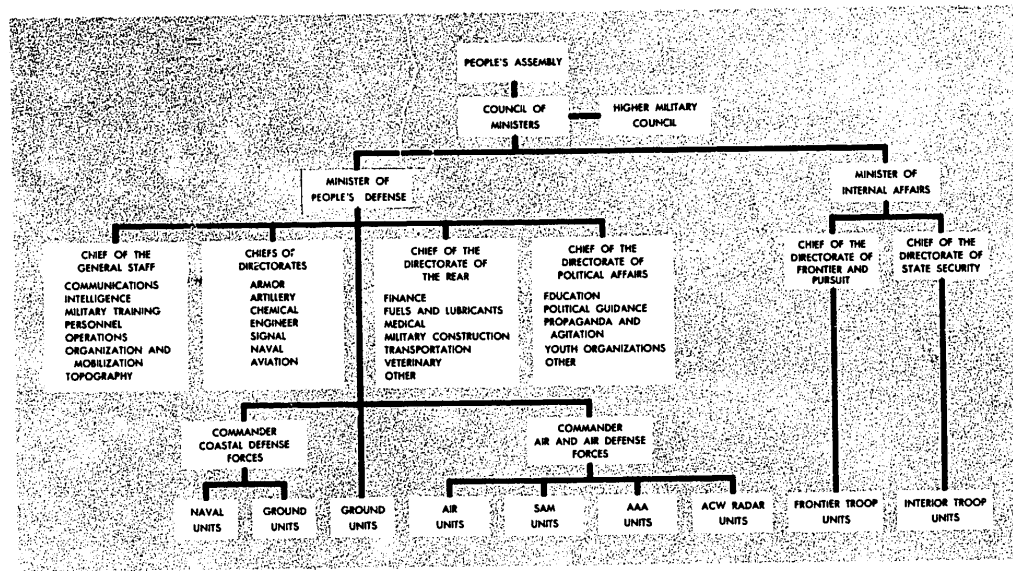 PEOPLE'S ASSEMBLY
COUNCIL OF
MINISTERS
HIGHER MILITARY
COUNCIL
MINISTER OF
PEOPLE'S DEFENSE
MINISTER OF
INTERNAL AFFAIRS
CHIEF OF THE
GENERAL STAFF
COMMUNICATIONS
INTELLIGENCE
MILITARY TRAINING
PERSONNEL
OPERATIONS
ORGANIZATION AND
MOBILIZATION
TOPOGRAPHY
CHIEFS OF
DIRECTORATES
ARMOR
ARTILLERY
CHEMICAL
ENGINEER
SIGNAL
NAVAL
AVIATION
CHIEF OF THE
DIRECTORATE OF
THE REAR
FINANCE
FUELS AND LUBRICANTS
MEDICAL
MILITARY CONSTRUCTION
TRANSPORTATION
VETERINARY
OTHER
CHIEF OF THE
DIRECTORATE OF
POLITICAL AFFAIRS
EDUCATION
POLITICAL GUIDANCE
PROPAGANDA AND
AGITATION
YOUTH ORGANIZATIONS
OTHER
CHIEF OF THE
DIRECTORATE OF
FRONTIER AND
PURSUIT
CHIEF OF THE
DIRECTORATE OF
STATE SECURITY
COMMANDER
COASTAL DEFENSE
FORCES
COMMANDER
AIR AND AIR DEFENSE
FORCES
NAVAL
UNITS
GROUND
UNITS
GROUND
UNITS
AIR
UNITS
SAM
UNITS
AAA
UNITS
ACW RADAR
UNITS
FRONTIER TROOP
UNITS
INTERIOR TROOP
UNITS